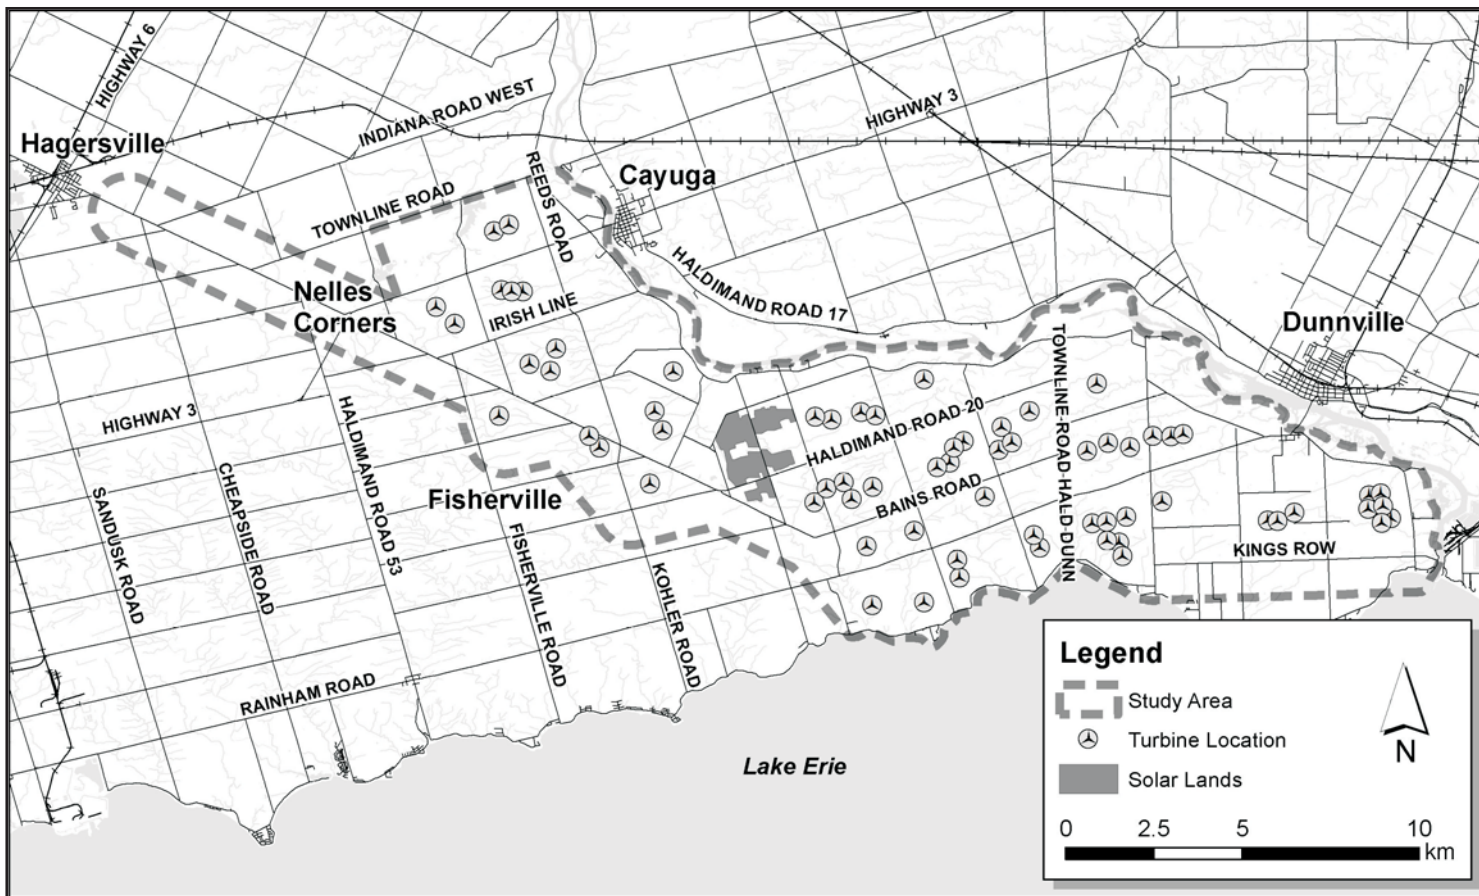 HIGHWAY 6
Hagersville
INDIANA ROAD WEST
HIGHWAY 3
REEDS ROAD
Cayuga
TOWNLINE ROAD
HALDIMAND ROAD 17
Nelles
Corners
IRISH LINE
Dunnville
TOWNLINE-ROAD-HALD-DUNN
HIGHWAY 3
HALDIMAND ROAD 53
HALDIMAND-ROAD-20
Fisherville
BAINS ROAD
SANDUSK ROAD
CHEAPSIDE ROAD
FISHERVILLE ROAD
KOHLER ROAD
KINGS ROW
RAINHAM ROAD
Lake Erie
Legend
Study Area
Turbine Location
Solar Lands
N
0 2.5 5 10
km